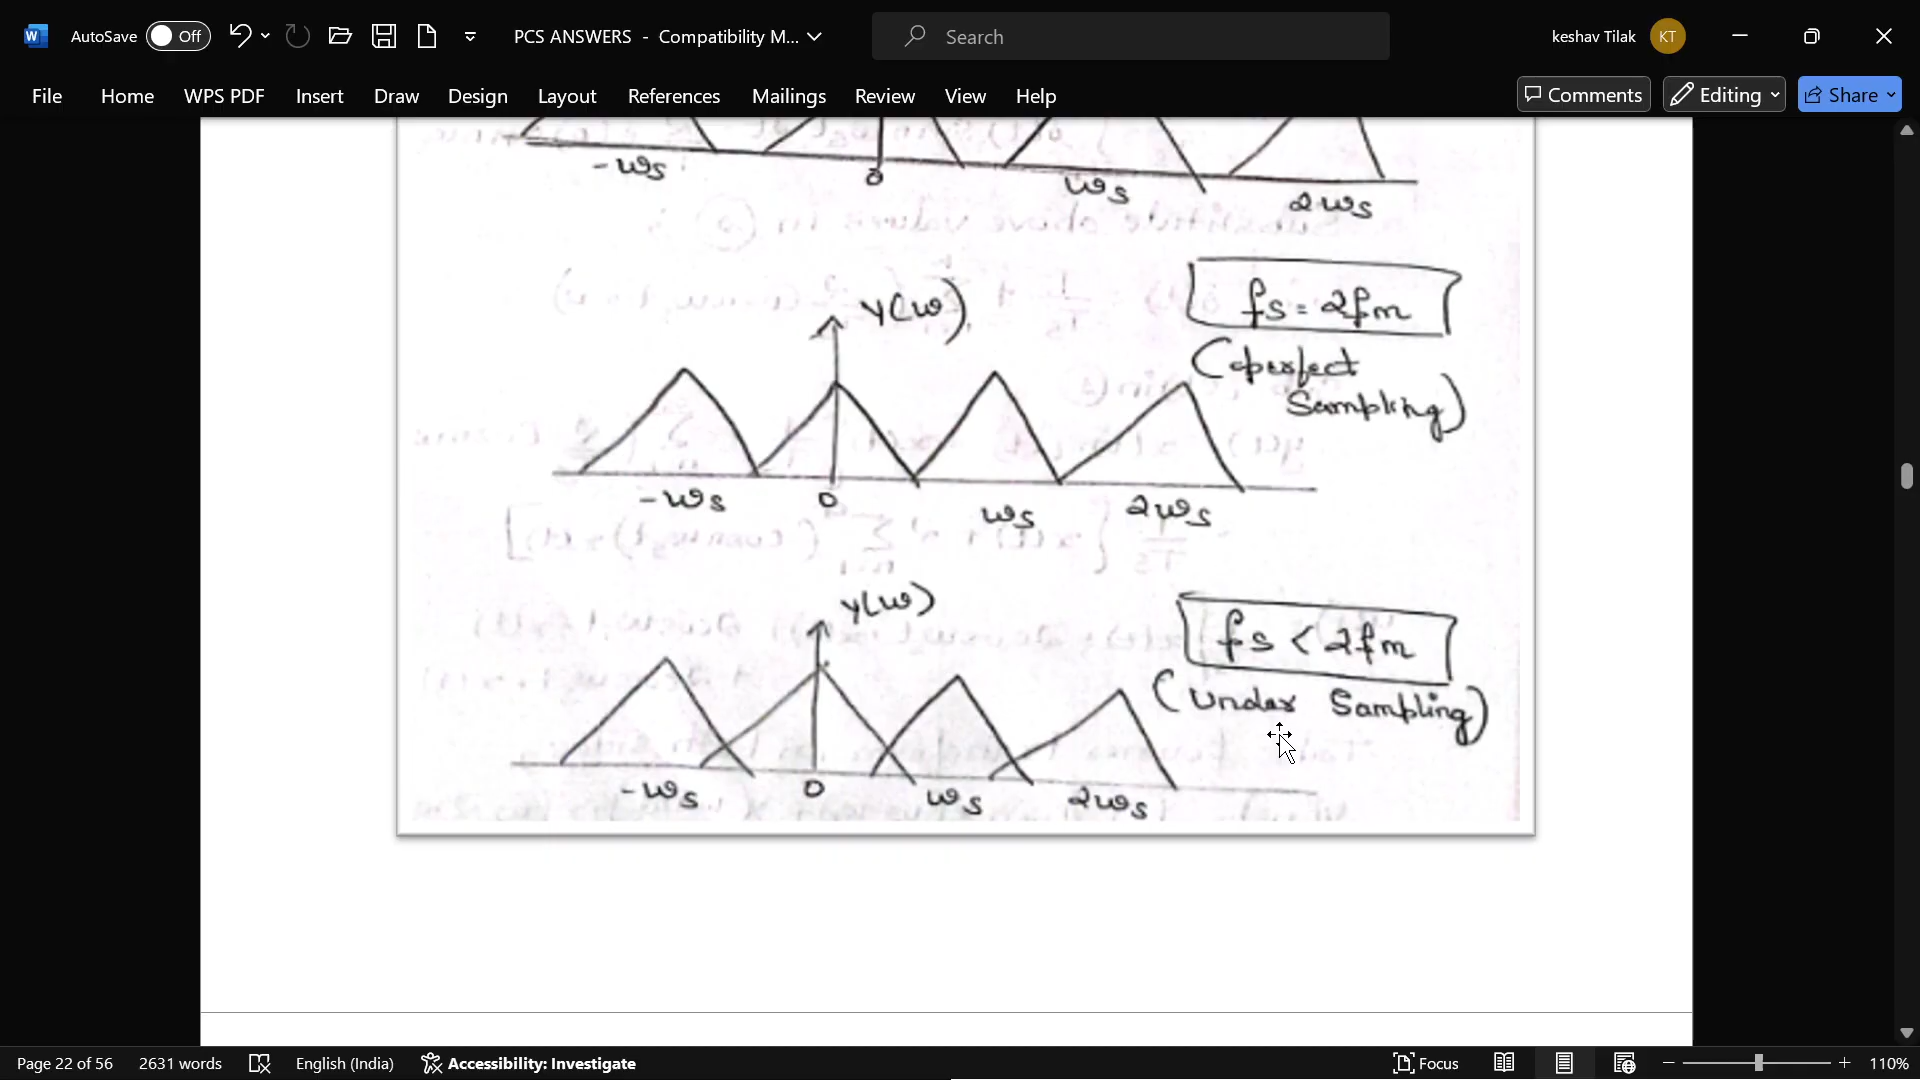 AutoSave Off PCS ANSWERS - Compatibility M... Search keshav Tilak KT
File Home WPS PDF Insert Draw Design Layout References Mailings Review View Help Comments Editing Share
-ws 0 ws 2ws
Y(w) fs = 2fm
(perfect
Sampling)
-ws 0 ws 2ws
Y(w) fs < 2fm
(Under Sampling)
-ws 0 ws 2ws
Page 22 of 56 2631 words English (India) Accessibility: Investigate Focus 110%